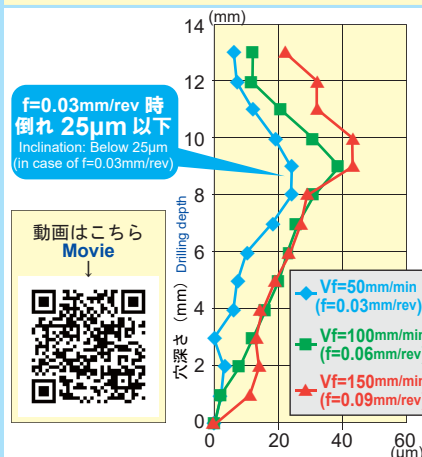 (mm)
14
12
10
8
6
4
2
0
穴深さ（mm）Drilling depth
f=0.03mm/rev 時
倒れ 25μm 以下
Inclination: Below 25μm
(in case of f=0.03mm/rev)
動画はこちら
Movie
↓
Vf=50mm/min
(f=0.03mm/rev)
Vf=100mm/min
(f=0.06mm/rev
Vf=150mm/min
(f=0.09mm/rev
0 20 40 60
(μm)